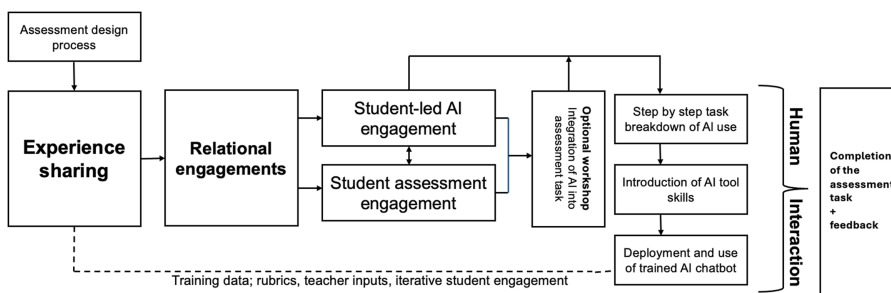 Assessment design
process
Experience
sharing
Relational
engagements
Student-led AI
engagement
Student assessment
engagement
Optional workshop
Integration of AI into
assessment task
Step by step task
breakdown of AI use
Introduction of AI tool
skills
Deployment and use
of trained AI chatbot
Human
Interaction
Completion
of the
assessment
task
+
feedback
Training data; rubrics, teacher inputs, iterative student engagement